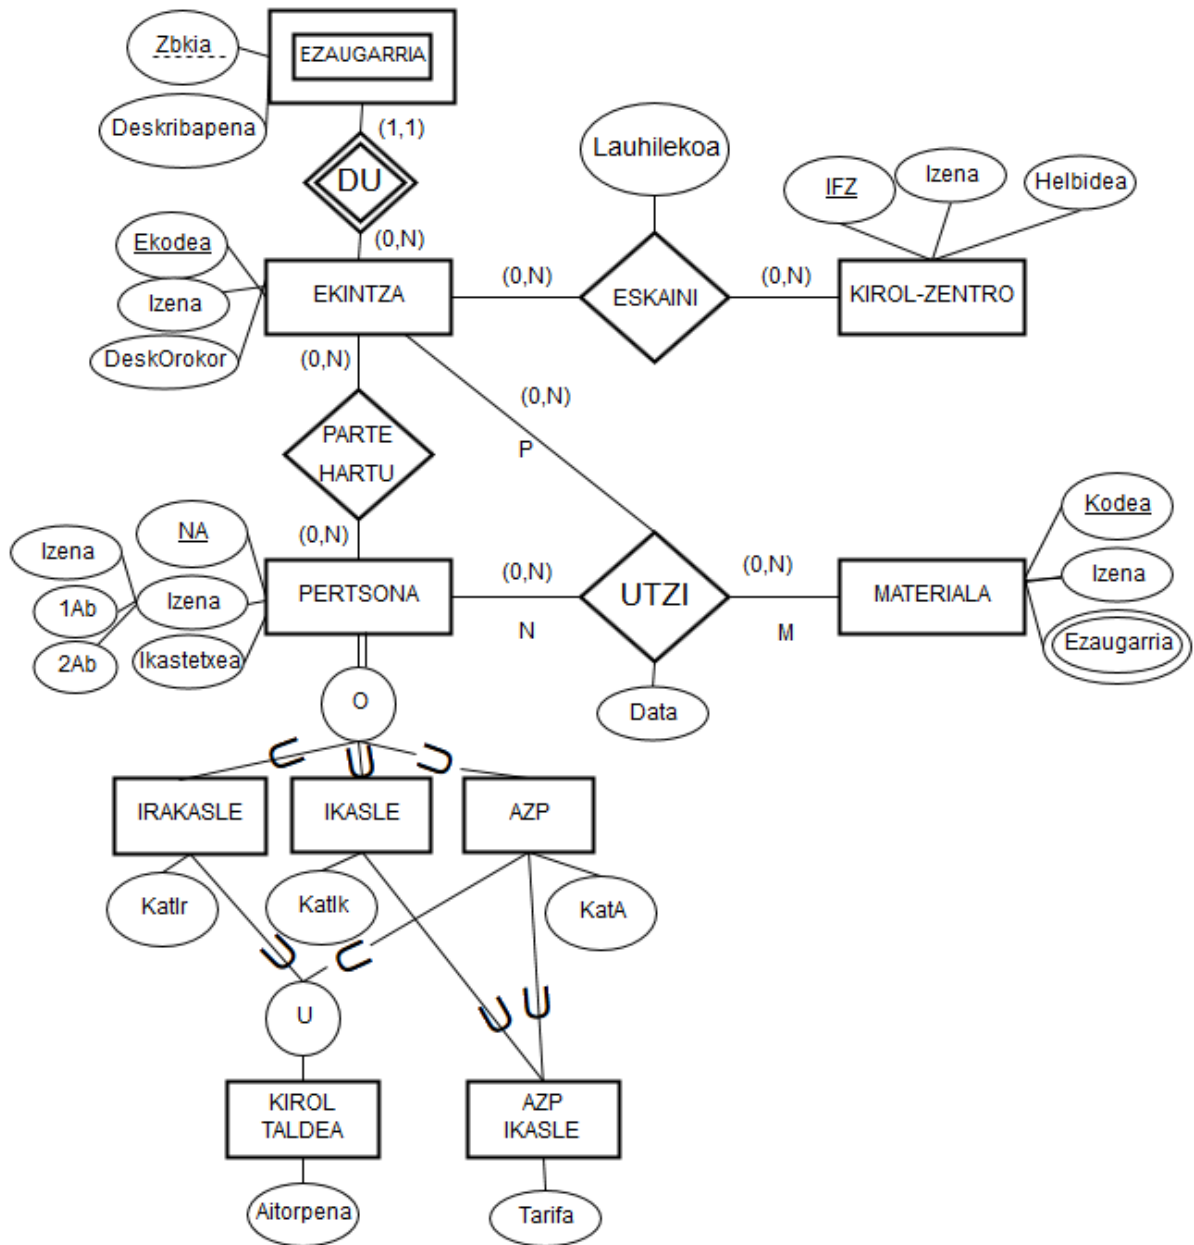 Zbkia
EZAUGARRIA
Deskribapena
(1,1)
DU
Lauhilekoa
IFZ
Izena
Helbidea
(0,N)
Ekodea
Izena
DeskOrokor
EKINTZA
(0,N)
ESKAINI
(0,N)
KIROL-ZENTRO
(0,N)
(0,N)
P
PARTE
HARTU
(0,N)
NA
Izena
1Ab
2Ab
Izena
Ikastetxea
PERTSONA
(0,N)
N
UTZI
(0,N)
M
MATERIALA
Kodea
Izena
Ezaugarria
Data
O
U
U
U
IRAKASLE
IKASLE
AZP
KatIr
KatIk
KatA
U
U
U
U
U
KIROL
TALDEA
AZP
IKASLE
Aitorpena
Tarifa